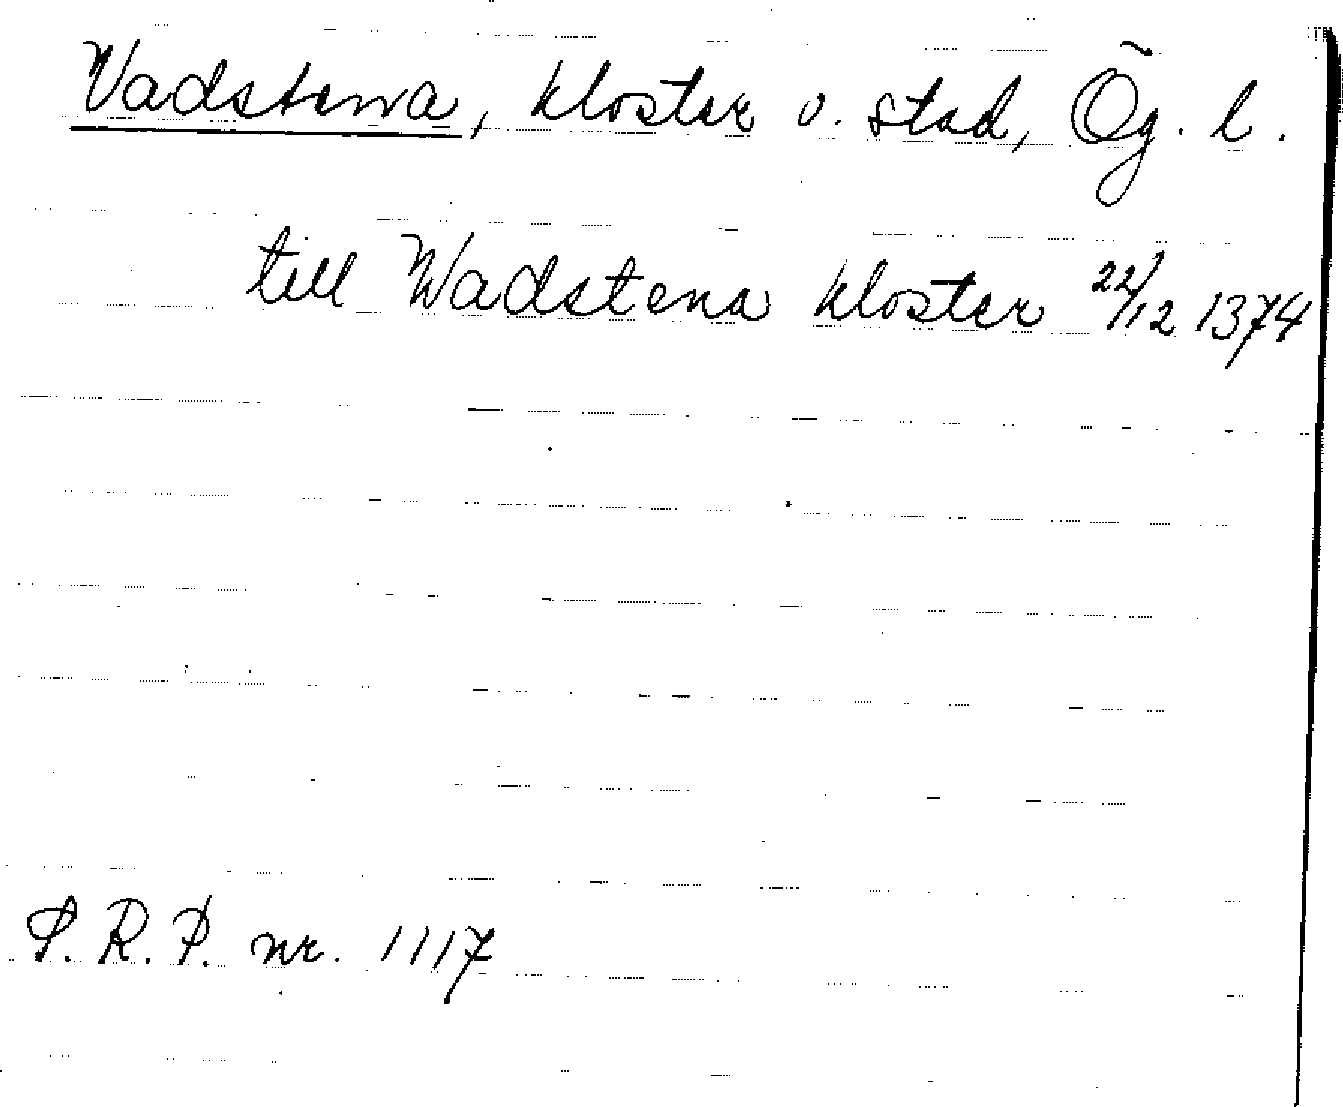 Vadstena, kloster o. stad, Ög. l.
till Wadstena kloster 22/12 1374
S.R.P. nr. 1117